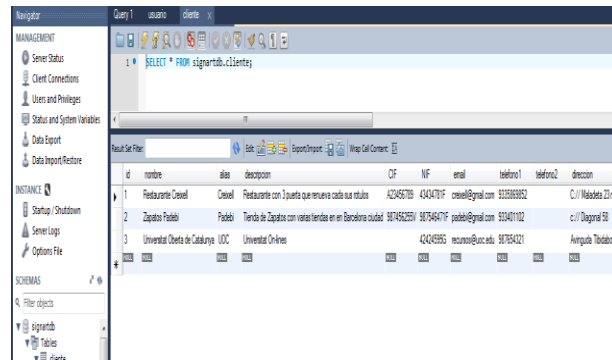 Navigator
MANAGEMENT
Server Status
Client Connections
Users and Privileges
Status and System Variables
Data Export
Data Import/Restore
INSTANCE
Startup / Shutdown
Server Logs
Options File
SCHEMAS
Filter objects
signartdb
Tables
cliente
Query 1 usuario cliente x
1 SELECT * FROM signartdb.cliente;
Result Set Filter: Edit: Export/Import: Wrap Cell Content:
id nombre alias descripcion CIF NIF email telefono1 telefono2 direccion
1 Restaurante Creixell Creixell Restaurante con 3 puerta que renueva cada sus rotulos A23456789 43434781F creixell@gmail.com 9335869852 C:// Maladeta 23
2 Zapatos Padebi Padebi Tienda de Zapatos con varias tiendas en en Barcelona ciudad 987456255V 987546471F padebi@gmail.com 933401102 c:// Diagonal 58
3 Universitat Oberta de Catalunya UOC Universitat On-lines 42424595G recursos@uoc.edu 987654321 Avinguda Tibidabo
NULL NULL NULL NULL NULL NULL NULL NULL NULL NULL